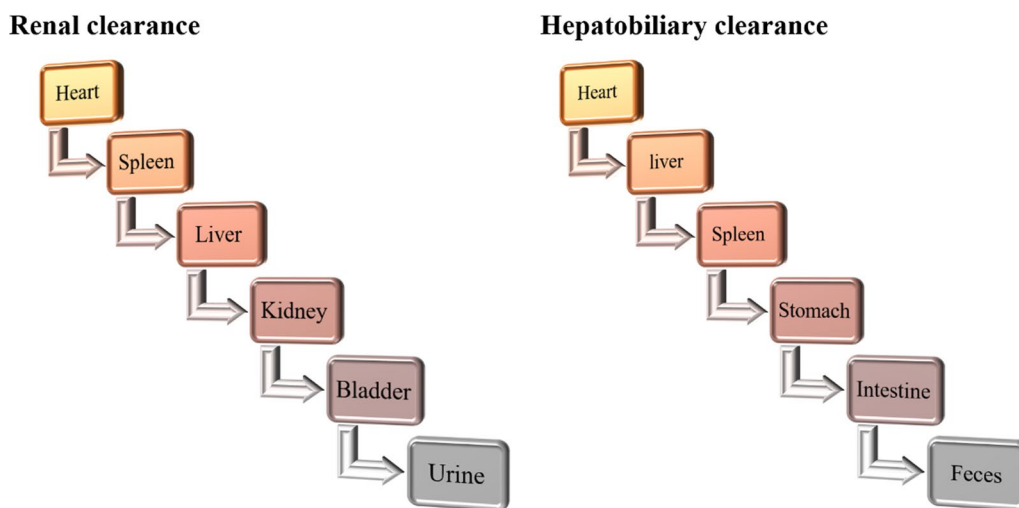 Renal clearance
Heart
Spleen
Liver
Kidney
Bladder
Urine
Hepatobiliary clearance
Heart
liver
Spleen
Stomach
Intestine
Feces